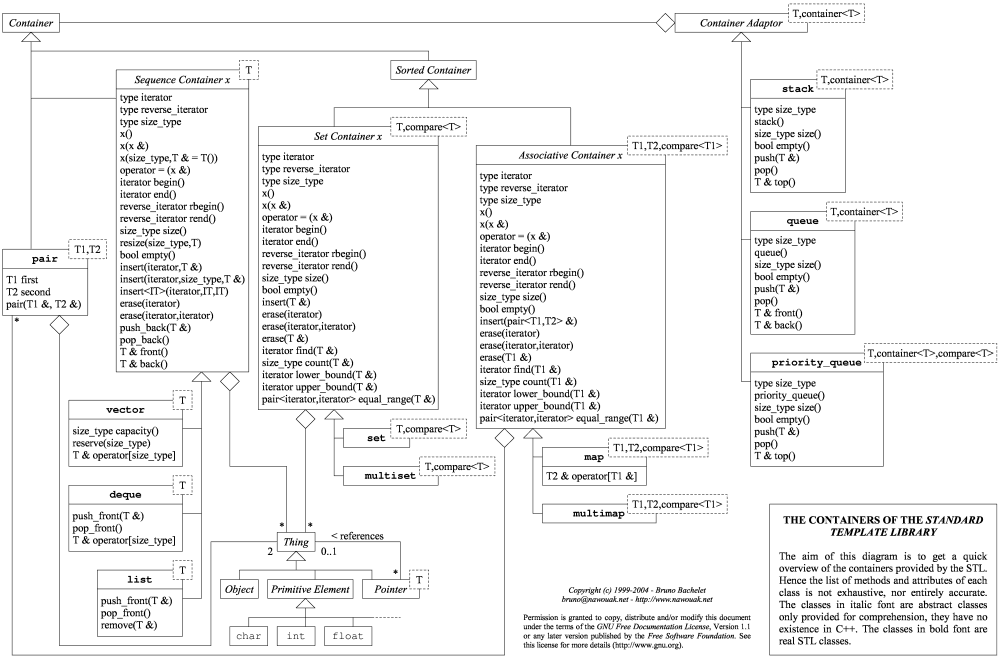 Container
Container Adaptor
T,container<T>
Sequence Container x
T
type iterator
type reverse_iterator
type size_type
x()
x(x &)
x(size_type,T & = T())
operator = (x &)
iterator begin()
iterator end()
reverse_iterator rbegin()
reverse_iterator rend()
size_type size()
resize(size_type,T)
bool empty()
insert(iterator,T &)
insert(iterator,size_type,T &)
insert<IT>(iterator,IT,IT)
erase(iterator)
erase(iterator,iterator)
push_back(T &)
pop_back()
T & front()
T & back()
Sorted Container
Set Container x
T,compare<T>
type iterator
type reverse_iterator
type size_type
x()
x(x &)
operator = (x &)
iterator begin()
iterator end()
reverse_iterator rbegin()
reverse_iterator rend()
size_type size()
bool empty()
insert(T &)
erase(iterator)
erase(iterator,iterator)
erase(T &)
iterator find(T &)
size_type count(T &)
iterator lower_bound(T &)
iterator upper_bound(T &)
pair<iterator,iterator> equal_range(T &)
Associative Container x
T1,T2,compare<T1>
type iterator
type reverse_iterator
type size_type
x()
x(x &)
operator = (x &)
iterator begin()
iterator end()
reverse_iterator rbegin()
reverse_iterator rend()
size_type size()
bool empty()
insert(pair<T1,T2> &)
erase(iterator)
erase(iterator,iterator)
erase(T1 &)
iterator find(T1 &)
size_type count(T1 &)
iterator lower_bound(T1 &)
iterator upper_bound(T1 &)
pair<iterator,iterator> equal_range(T1 &)
stack
T,container<T>
type size_type
stack()
size_type size()
bool empty()
push(T &)
pop()
T & top()
queue
T,container<T>
type size_type
queue()
size_type size()
bool empty()
push(T &)
pop()
T & front()
T & back()
priority_queue
T,container<T>,compare<T>
type size_type
priority_queue()
size_type size()
bool empty()
push(T &)
pop()
T & top()
pair
T1,T2
T1 first
T2 second
pair(T1 &, T2 &)
*
vector
T
size_type capacity()
reserve(size_type)
T & operator[size_type]
deque
T
push_front(T &)
pop_front()
T & operator[size_type]
list
T
push_front(T &)
pop_front()
remove(T &)
set
T,compare<T>
multiset
T,compare<T>
map
T1,T2,compare<T1>
T2 & operator[T1 &]
multimap
T1,T2,compare<T1>
*
*
Thing
2
0..1
< references
*
Object
Primitive Element
Pointer
T
char
int
float
Copyright (c) 1999-2004 - Bruno Bachelet
bruno@nawouak.net - http://www.nawouak.net
Permission is granted to copy, distribute and/or modify this document
under the terms of the GNU Free Documentation License, Version 1.1
or any later version published by the Free Software Foundation. See
this license for more details (http://www.gnu.org).
THE CONTAINERS OF THE STANDARD
TEMPLATE LIBRARY
The aim of this diagram is to get a quick
overview of the containers provided by the STL.
Hence the list of methods and attributes of each
class is not exhaustive, nor entirely accurate.
The classes in italic font are abstract classes
only provided for comprehension, they have no
existence in C++. The classes in bold font are
real STL classes.